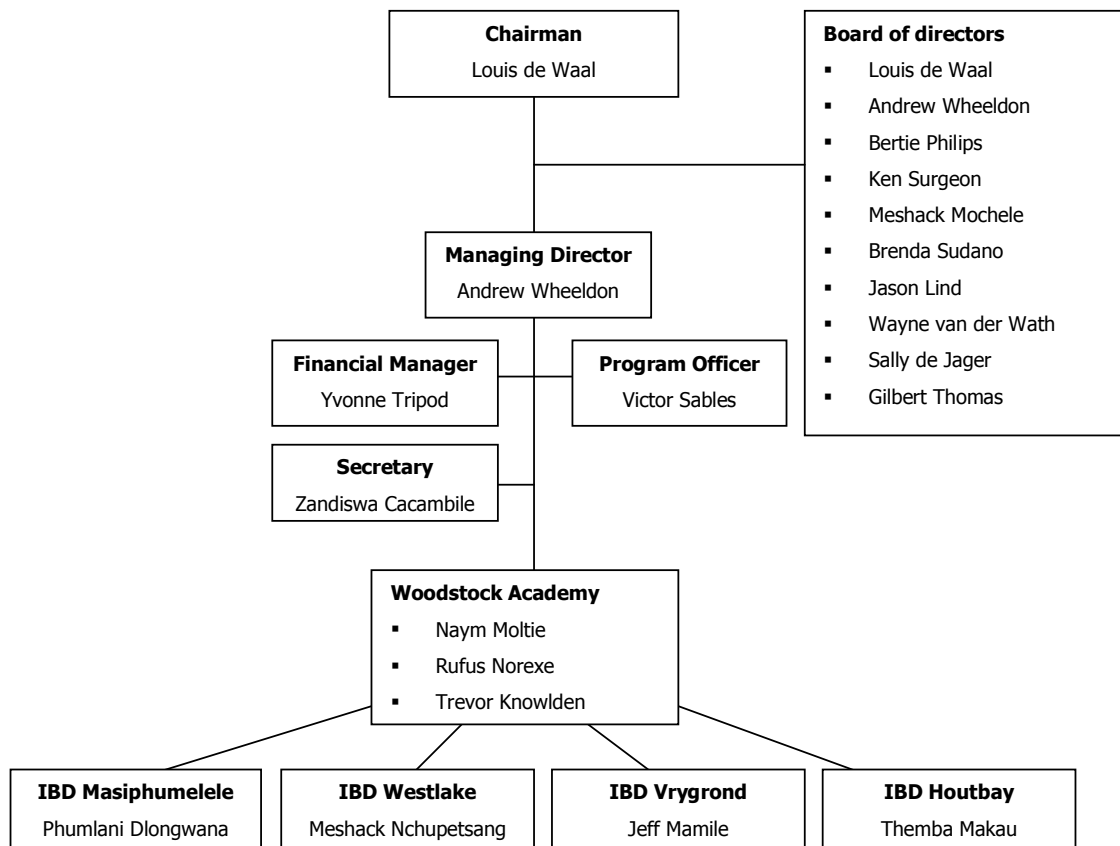 Chairman
Louis de Waal
Board of directors
▪ Louis de Waal
▪ Andrew Wheeldon
▪ Bertie Philips
▪ Ken Surgeon
▪ Meshack Mochele
▪ Brenda Sudano
▪ Jason Lind
▪ Wayne van der Wath
▪ Sally de Jager
▪ Gilbert Thomas
Managing Director
Andrew Wheeldon
Financial Manager
Yvonne Tripod
Program Officer
Victor Sables
Secretary
Zandiswa Cacambile
Woodstock Academy
▪ Naym Moltie
▪ Rufus Norexe
▪ Trevor Knowlden
IBD Masiphumelele
Phumlani Dlongwana
IBD Westlake
Meshack Nchupetsang
IBD Vrygrond
Jeff Mamile
IBD Houtbay
Themba Makau